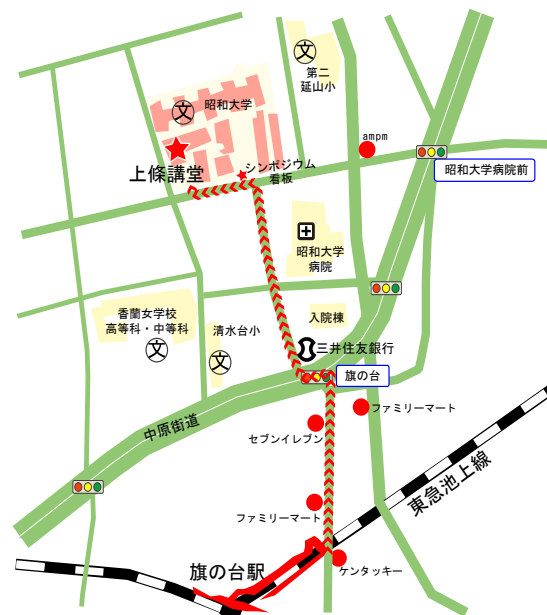 文
第二
延山小
文
昭和大学
ampm
上條講堂
シンポジウム
看板
昭和大学病院前
昭和大学
病院
香蘭女学校
高等科・中等科
文
清水台小
文
入院棟
三井住友銀行
旗の台
中原街道
ファミリーマート
セブンイレブン
東急池上線
ファミリーマート
旗の台駅
ケンタッキー